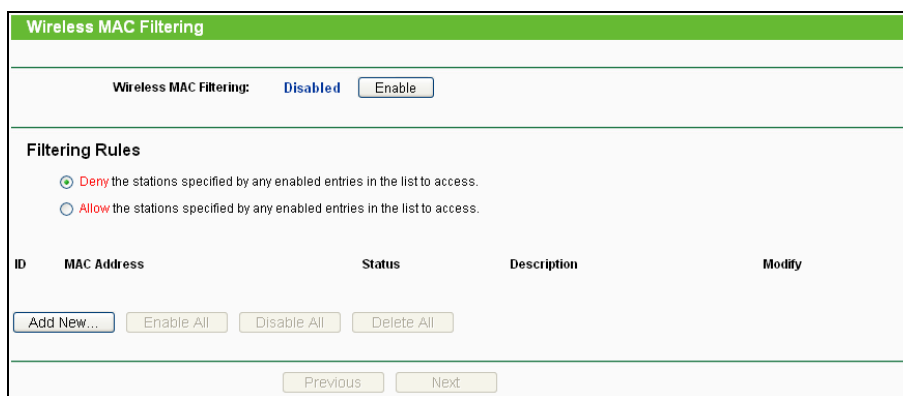 Wireless MAC Filtering
Wireless MAC Filtering: Disabled Enable
Filtering Rules
Deny the stations specified by any enabled entries in the list to access.
Allow the stations specified by any enabled entries in the list to access.
ID MAC Address Status Description Modify
Add New... Enable All Disable All Delete All
Previous Next